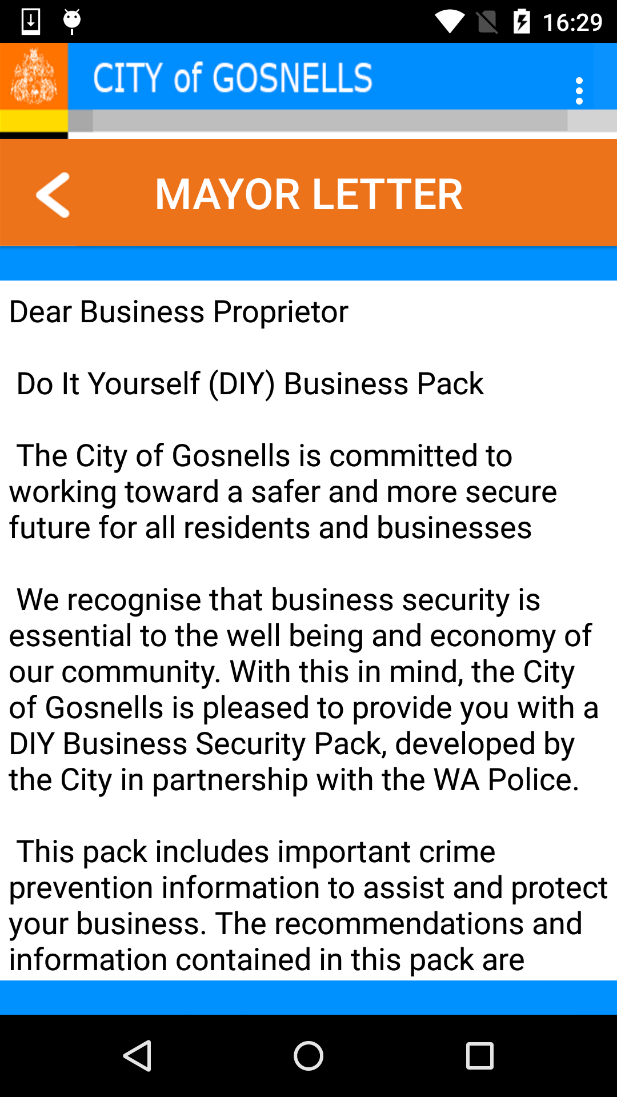 16:29
CITY of GOSNELLS
MAYOR LETTER
Dear Business Proprietor
Do It Yourself (DIY) Business Pack
The City of Gosnells is committed to
working toward a safer and more secure
future for all residents and businesses
We recognise that business security is
essential to the well being and economy of
our community. With this in mind, the City
of Gosnells is pleased to provide you with a
DIY Business Security Pack, developed by
the City in partnership with the WA Police.
This pack includes important crime
prevention information to assist and protect
your business. The recommendations and
information contained in this pack are